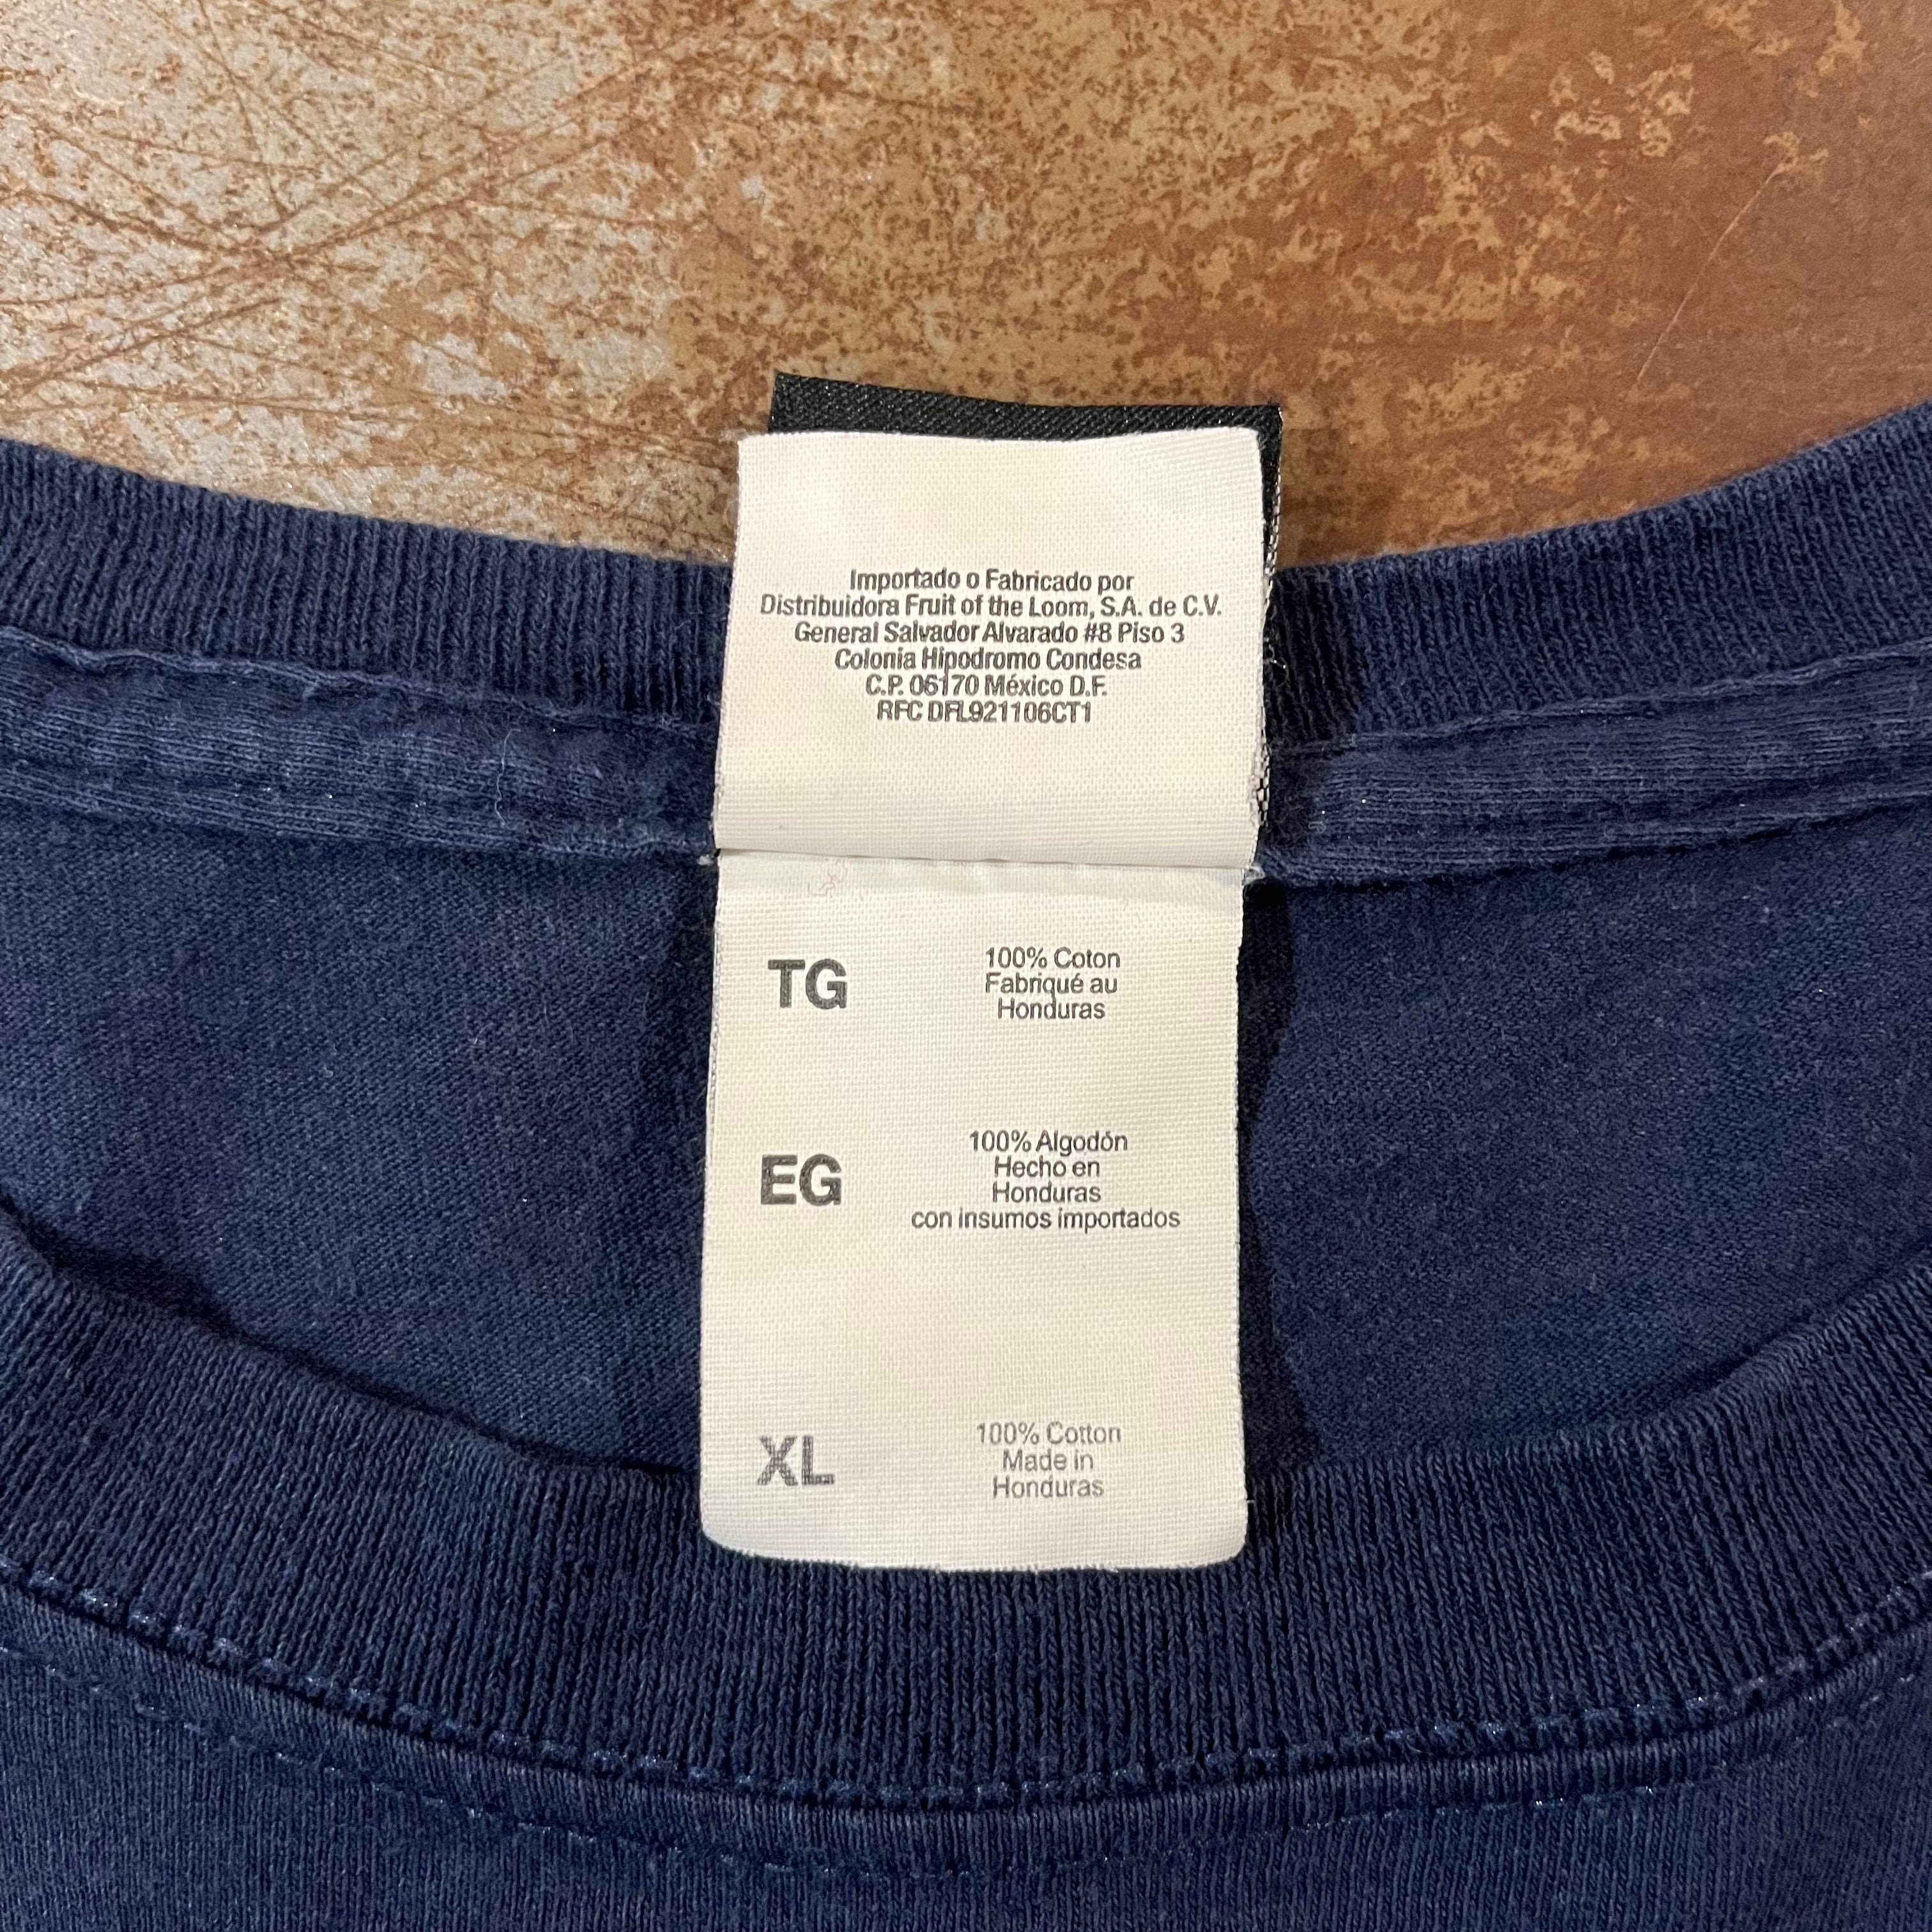 Importado o Fabricado por
Distribuidora Fruit of the Loom, S.A. de C.V.
General Salvador Alvarado #8 Piso 3
Colonia Hipodromo Condesa
C.P. 06170 México D.F.
RFC DFL921106CT1
TG
100% Coton
Fabriqué au
Honduras
EG
100% Algodón
Hecho en
Honduras
con insumos importados
XL
100% Cotton
Made in
Honduras